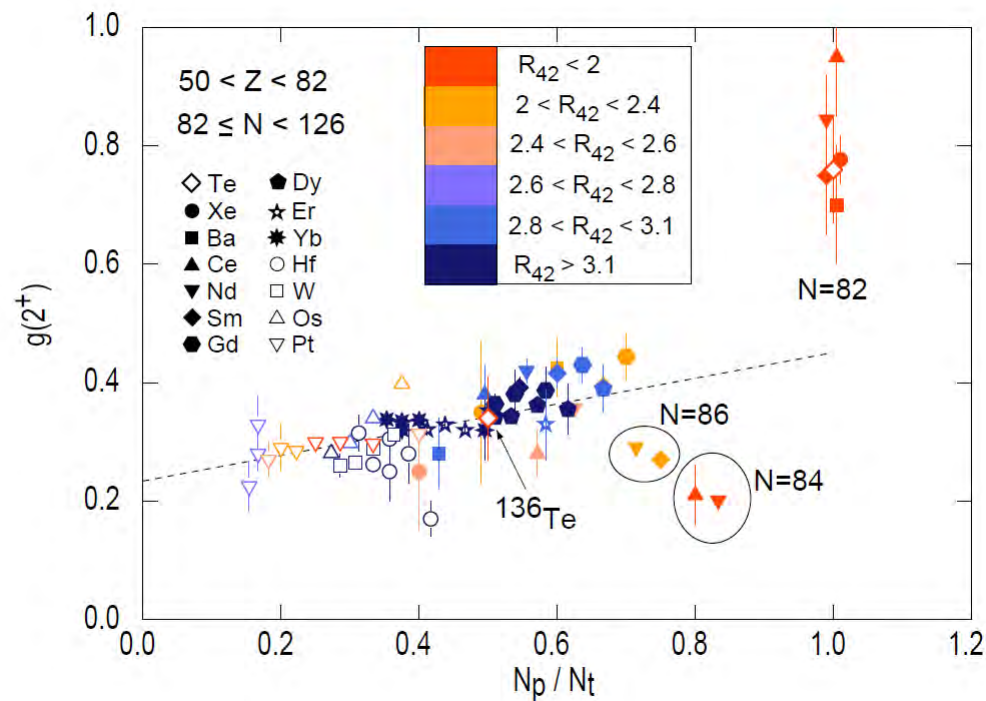 1.0
0.8
0.6
0.4
0.2
0.0
g(2⁺)
50 < Z < 82
82 ≤ N < 126
Te
Xe
Ba
Ce
Nd
Sm
Gd
Dy
Er
Yb
Hf
W
Os
Pt
R₄₂ < 2
2 < R₄₂ < 2.4
2.4 < R₄₂ < 2.6
2.6 < R₄₂ < 2.8
2.8 < R₄₂ < 3.1
R₄₂ > 3.1
N=82
N=86
N=84
¹³⁶Te
0.0 0.2 0.4 0.6 0.8 1.0 1.2
Nₚ / Nₜ